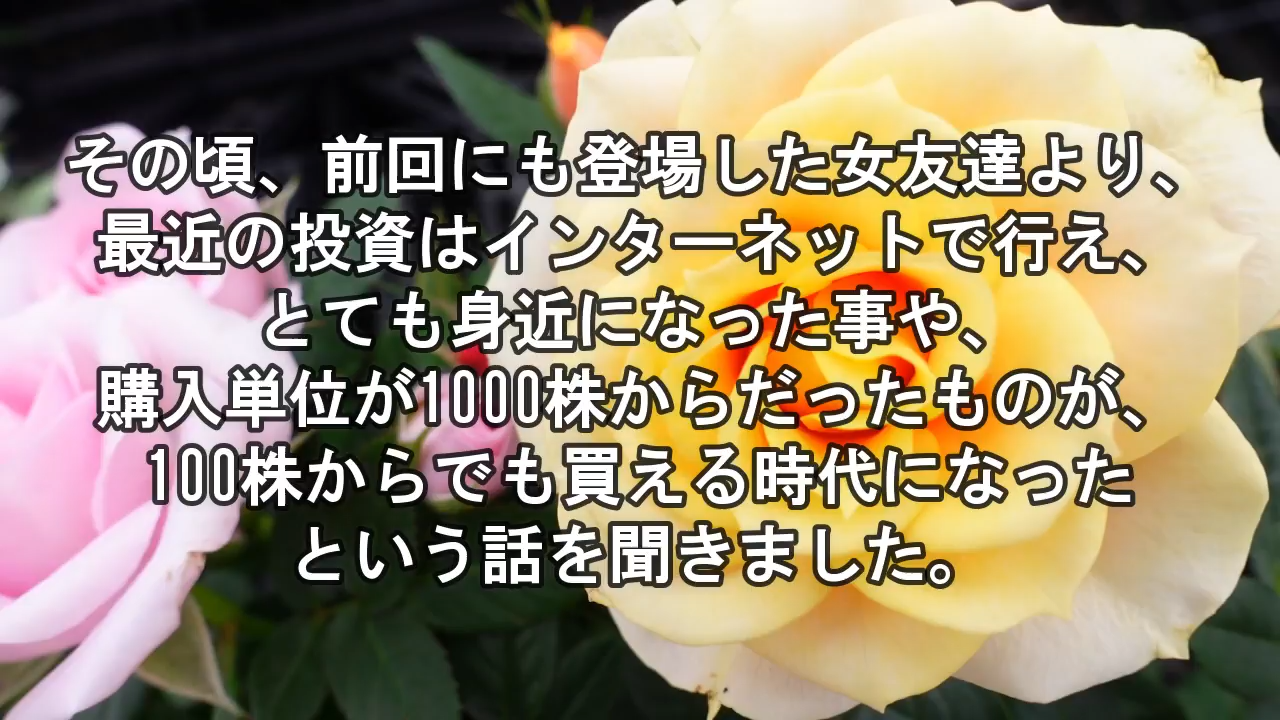 その頃、前回にも登場した女友達より、
最近の投資はインターネットで行え、
とても身近になった事や、
購入単位が1000株からだったものが、
100株からでも買える時代になった
という話を聞きました。